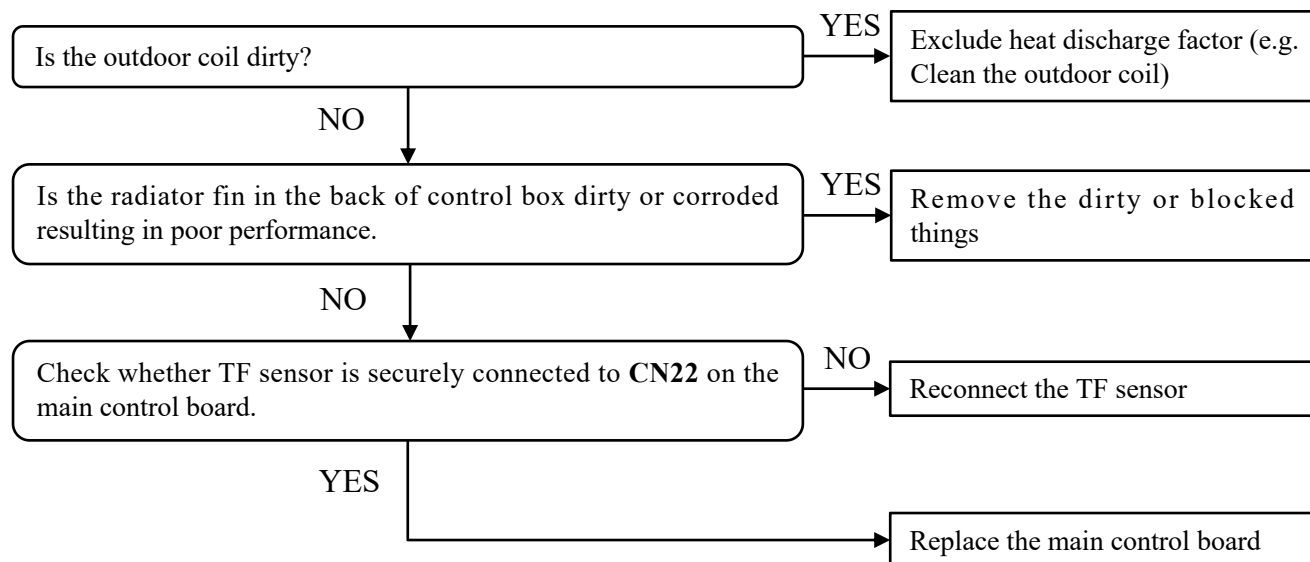 Is the outdoor coil dirty?
YES
Exclude heat discharge factor (e.g.
Clean the outdoor coil)
NO
Is the radiator fin in the back of control box dirty or corroded
resulting in poor performance.
YES
Remove the dirty or blocked
things
NO
Check whether TF sensor is securely connected to CN22 on the
main control board.
NO
Reconnect the TF sensor
YES
Replace the main control board